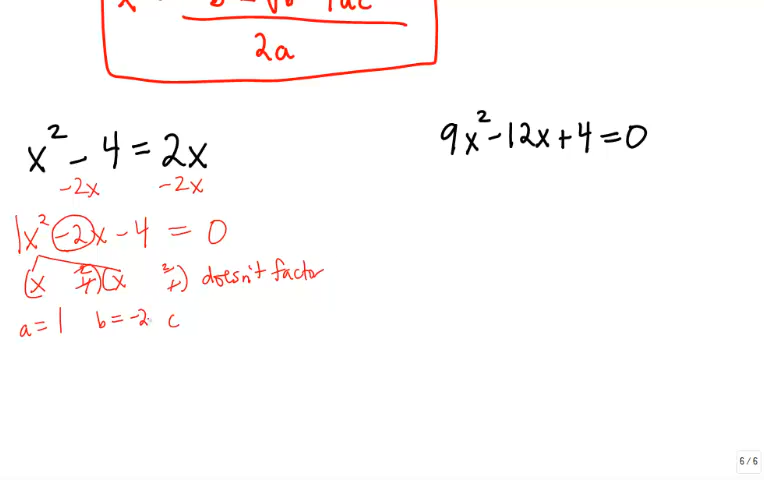 2a
x² - 4 = 2x
-2x -2x
1x² -2x - 4 = 0
(x )(x ) doesn't factor
a = 1 b = -2 c
9x² - 12x + 4 = 0
6 / 6